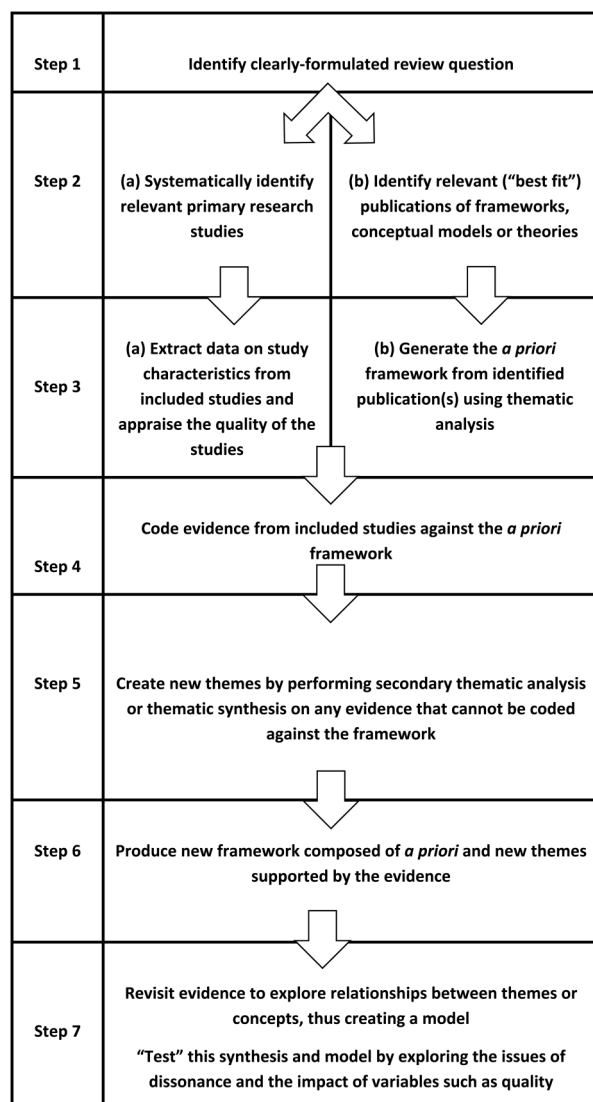 Step 1
Identify clearly-formulated review question
Step 2
(a) Systematically identify
relevant primary research
studies
(b) Identify relevant (“best fit”)
publications of frameworks,
conceptual models or theories
Step 3
(a) Extract data on study
characteristics from
included studies and
appraise the quality of the
studies
(b) Generate the a priori
framework from identified
publication(s) using thematic
analysis
Step 4
Code evidence from included studies against the a priori
framework
Step 5
Create new themes by performing secondary thematic analysis
or thematic synthesis on any evidence that cannot be coded
against the framework
Step 6
Produce new framework composed of a priori and new themes
supported by the evidence
Step 7
Revisit evidence to explore relationships between themes or
concepts, thus creating a model
“Test” this synthesis and model by exploring the issues of
dissonance and the impact of variables such as quality